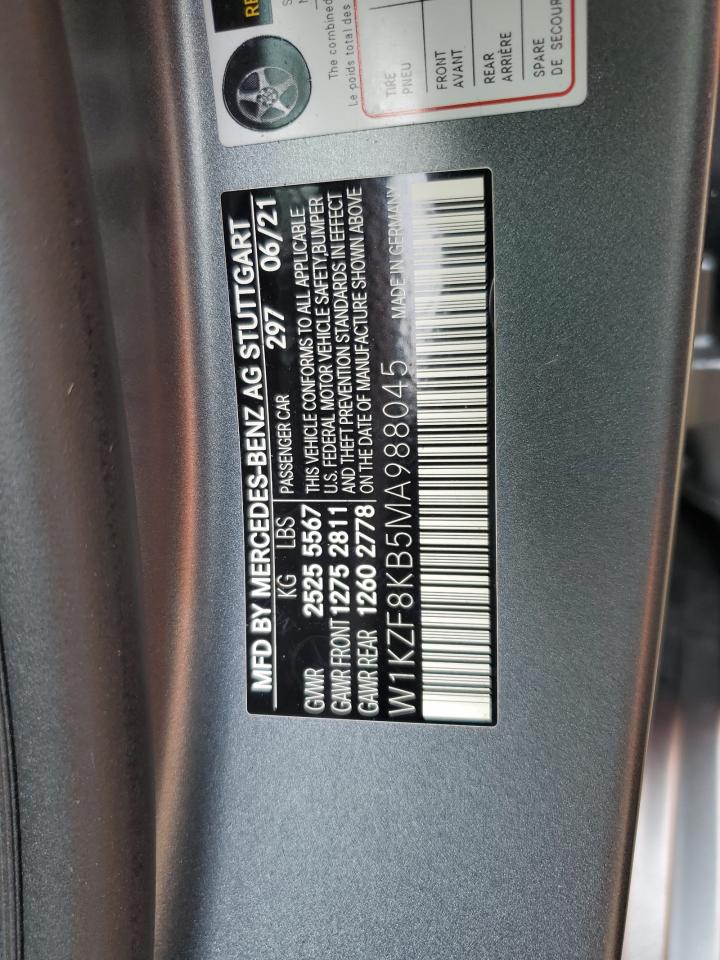 MFD BY MERCEDES-BENZ AG STUTTGART
KG LBS
GVWR 2525 5567
GAWR FRONT 1275 2811
GAWR REAR 1260 2778
PASSENGER CAR 297 06/21
THIS VEHICLE CONFORMS TO ALL APPLICABLE
U.S. FEDERAL MOTOR VEHICLE SAFETY,BUMPER
AND THEFT PREVENTION STANDARDS IN EFFECT
ON THE DATE OF MANUFACTURE SHOWN ABOVE
W1KZF8KB5MA988045 MADE IN GERMANY
The combined
Le poids total des
TIRE
PNEU
FRONT
AVANT
REAR
ARRIÈRE
SPARE
DE SECOUR